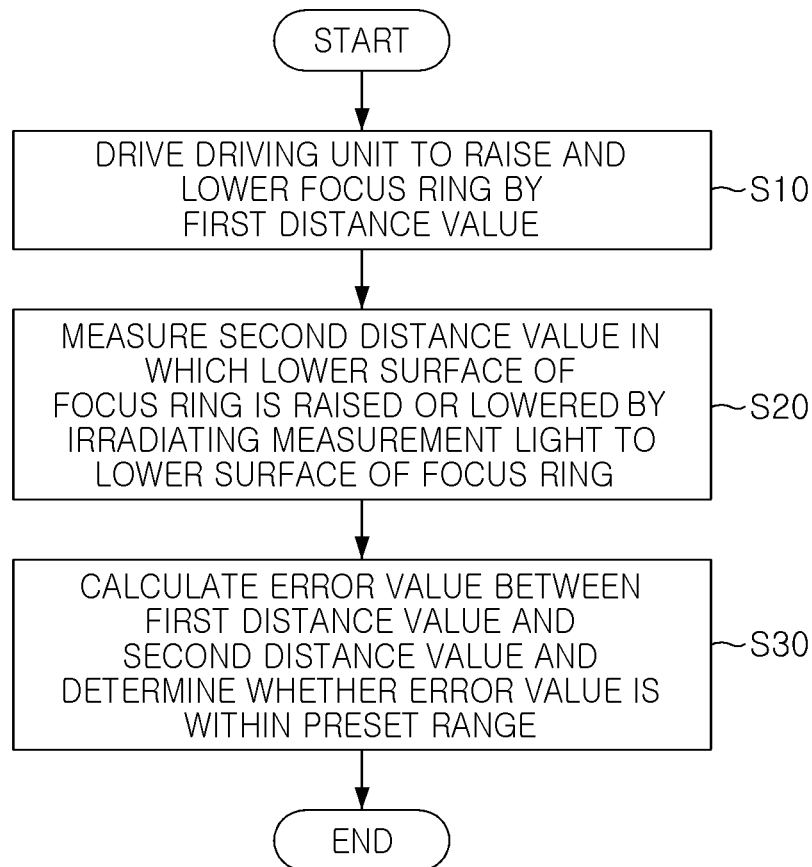 START
DRIVE DRIVING UNIT TO RAISE AND
LOWER FOCUS RING BY
FIRST DISTANCE VALUE
S10
MEASURE SECOND DISTANCE VALUE IN
WHICH LOWER SURFACE OF
FOCUS RING IS RAISED OR LOWERED BY
IRRADIATING MEASUREMENT LIGHT TO
LOWER SURFACE OF FOCUS RING
S20
CALCULATE ERROR VALUE BETWEEN
FIRST DISTANCE VALUE AND
SECOND DISTANCE VALUE AND
DETERMINE WHETHER ERROR VALUE IS
WITHIN PRESET RANGE
S30
END